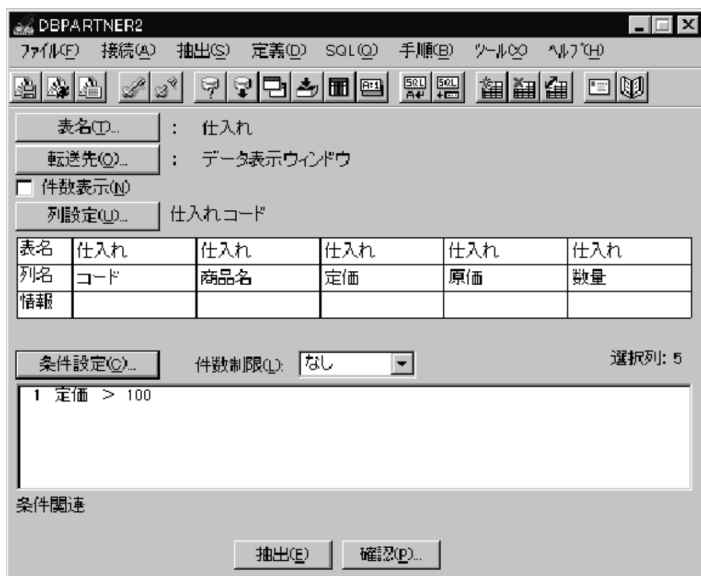 DBPARTNER2
ファイル(F) 接続(A) 抽出(S) 定義(D) SQL(Q) 手順(B) ツール(X) ヘルプ(H)
表名(T)... : 仕入れ
転送先(O)... : データ表示ウィンドウ
件数表示(N)
列設定(U)... 仕入れコード
表名 仕入れ 仕入れ 仕入れ 仕入れ 仕入れ
列名 コード 商品名 定価 原価 数量
情報
条件設定(C)... 件数制限(L): なし 選択列: 5
1 定価 > 100
条件関連
抽出(E) 確認(P)...